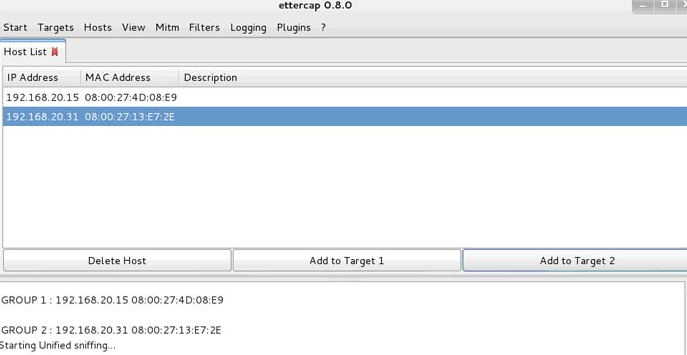 ettercap 0.8.0
Start Targets Hosts View Mitm Filters Logging Plugins ?
Host List
IP Address MAC Address Description
192.168.20.15 08:00:27:4D:08:E9
192.168.20.31 08:00:27:13:E7:2E
Delete Host Add to Target 1 Add to Target 2
GROUP 1 : 192.168.20.15 08:00:27:4D:08:E9
GROUP 2 : 192.168.20.31 08:00:27:13:E7:2E
Starting Unified sniffing...